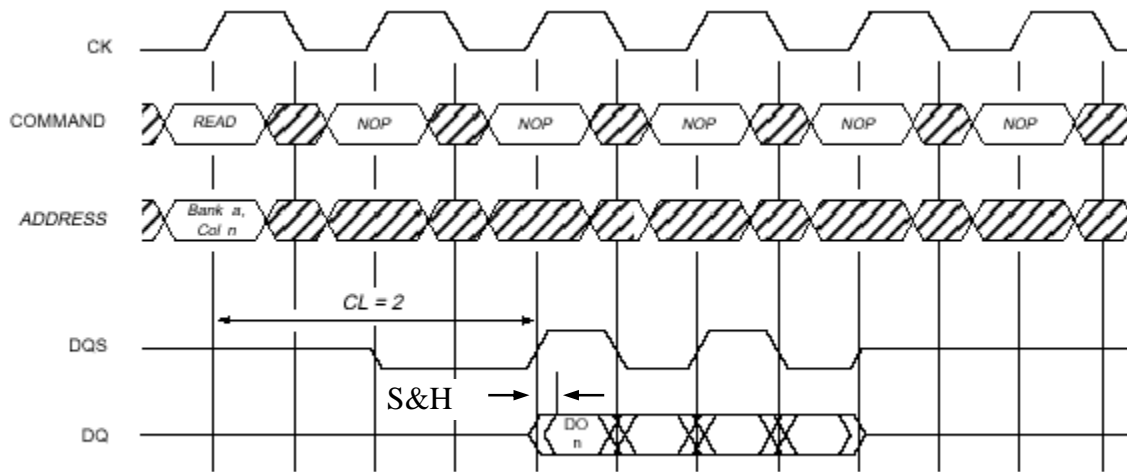 CK
COMMAND READ NOP NOP NOP NOP NOP
ADDRESS Bank a,
Col n
CL = 2
DQS
S&H
DQ DO
n